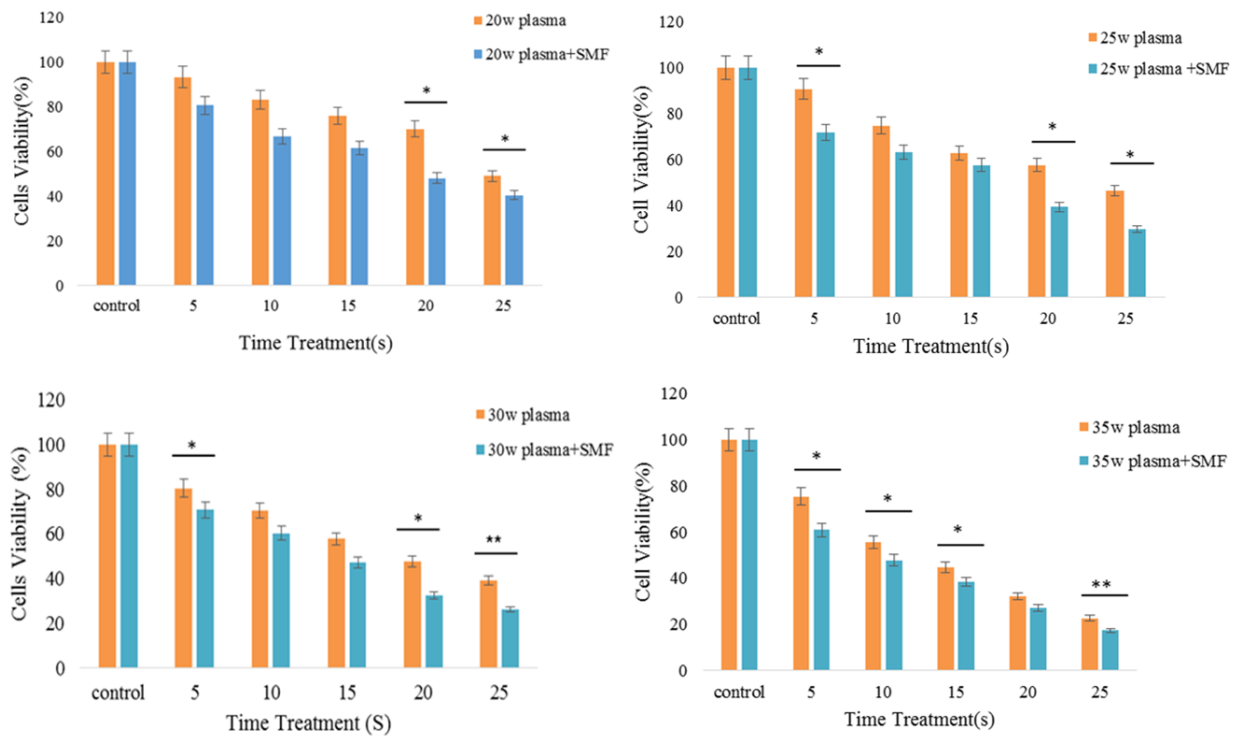 120
100
80
60
40
20
0
Cells Viability(%)
20w plasma
20w plasma+SMF
*
*
control 5 10 15 20 25
Time Treatment(s)
120
100
80
60
40
20
0
Cell Viability(%)
25w plasma
25w plasma +SMF
*
*
*
control 5 10 15 20 25
Time Treatment(s)
120
100
80
60
40
20
0
Cells Viability (%)
30w plasma
30w plasma+SMF
*
*
**
control 5 10 15 20 25
Time Treatment (S)
120
100
80
60
40
20
0
Cell Viability(%)
35w plasma
35w plasma+SMF
*
*
*
**
control 5 10 15 20 25
Time Treatment(s)